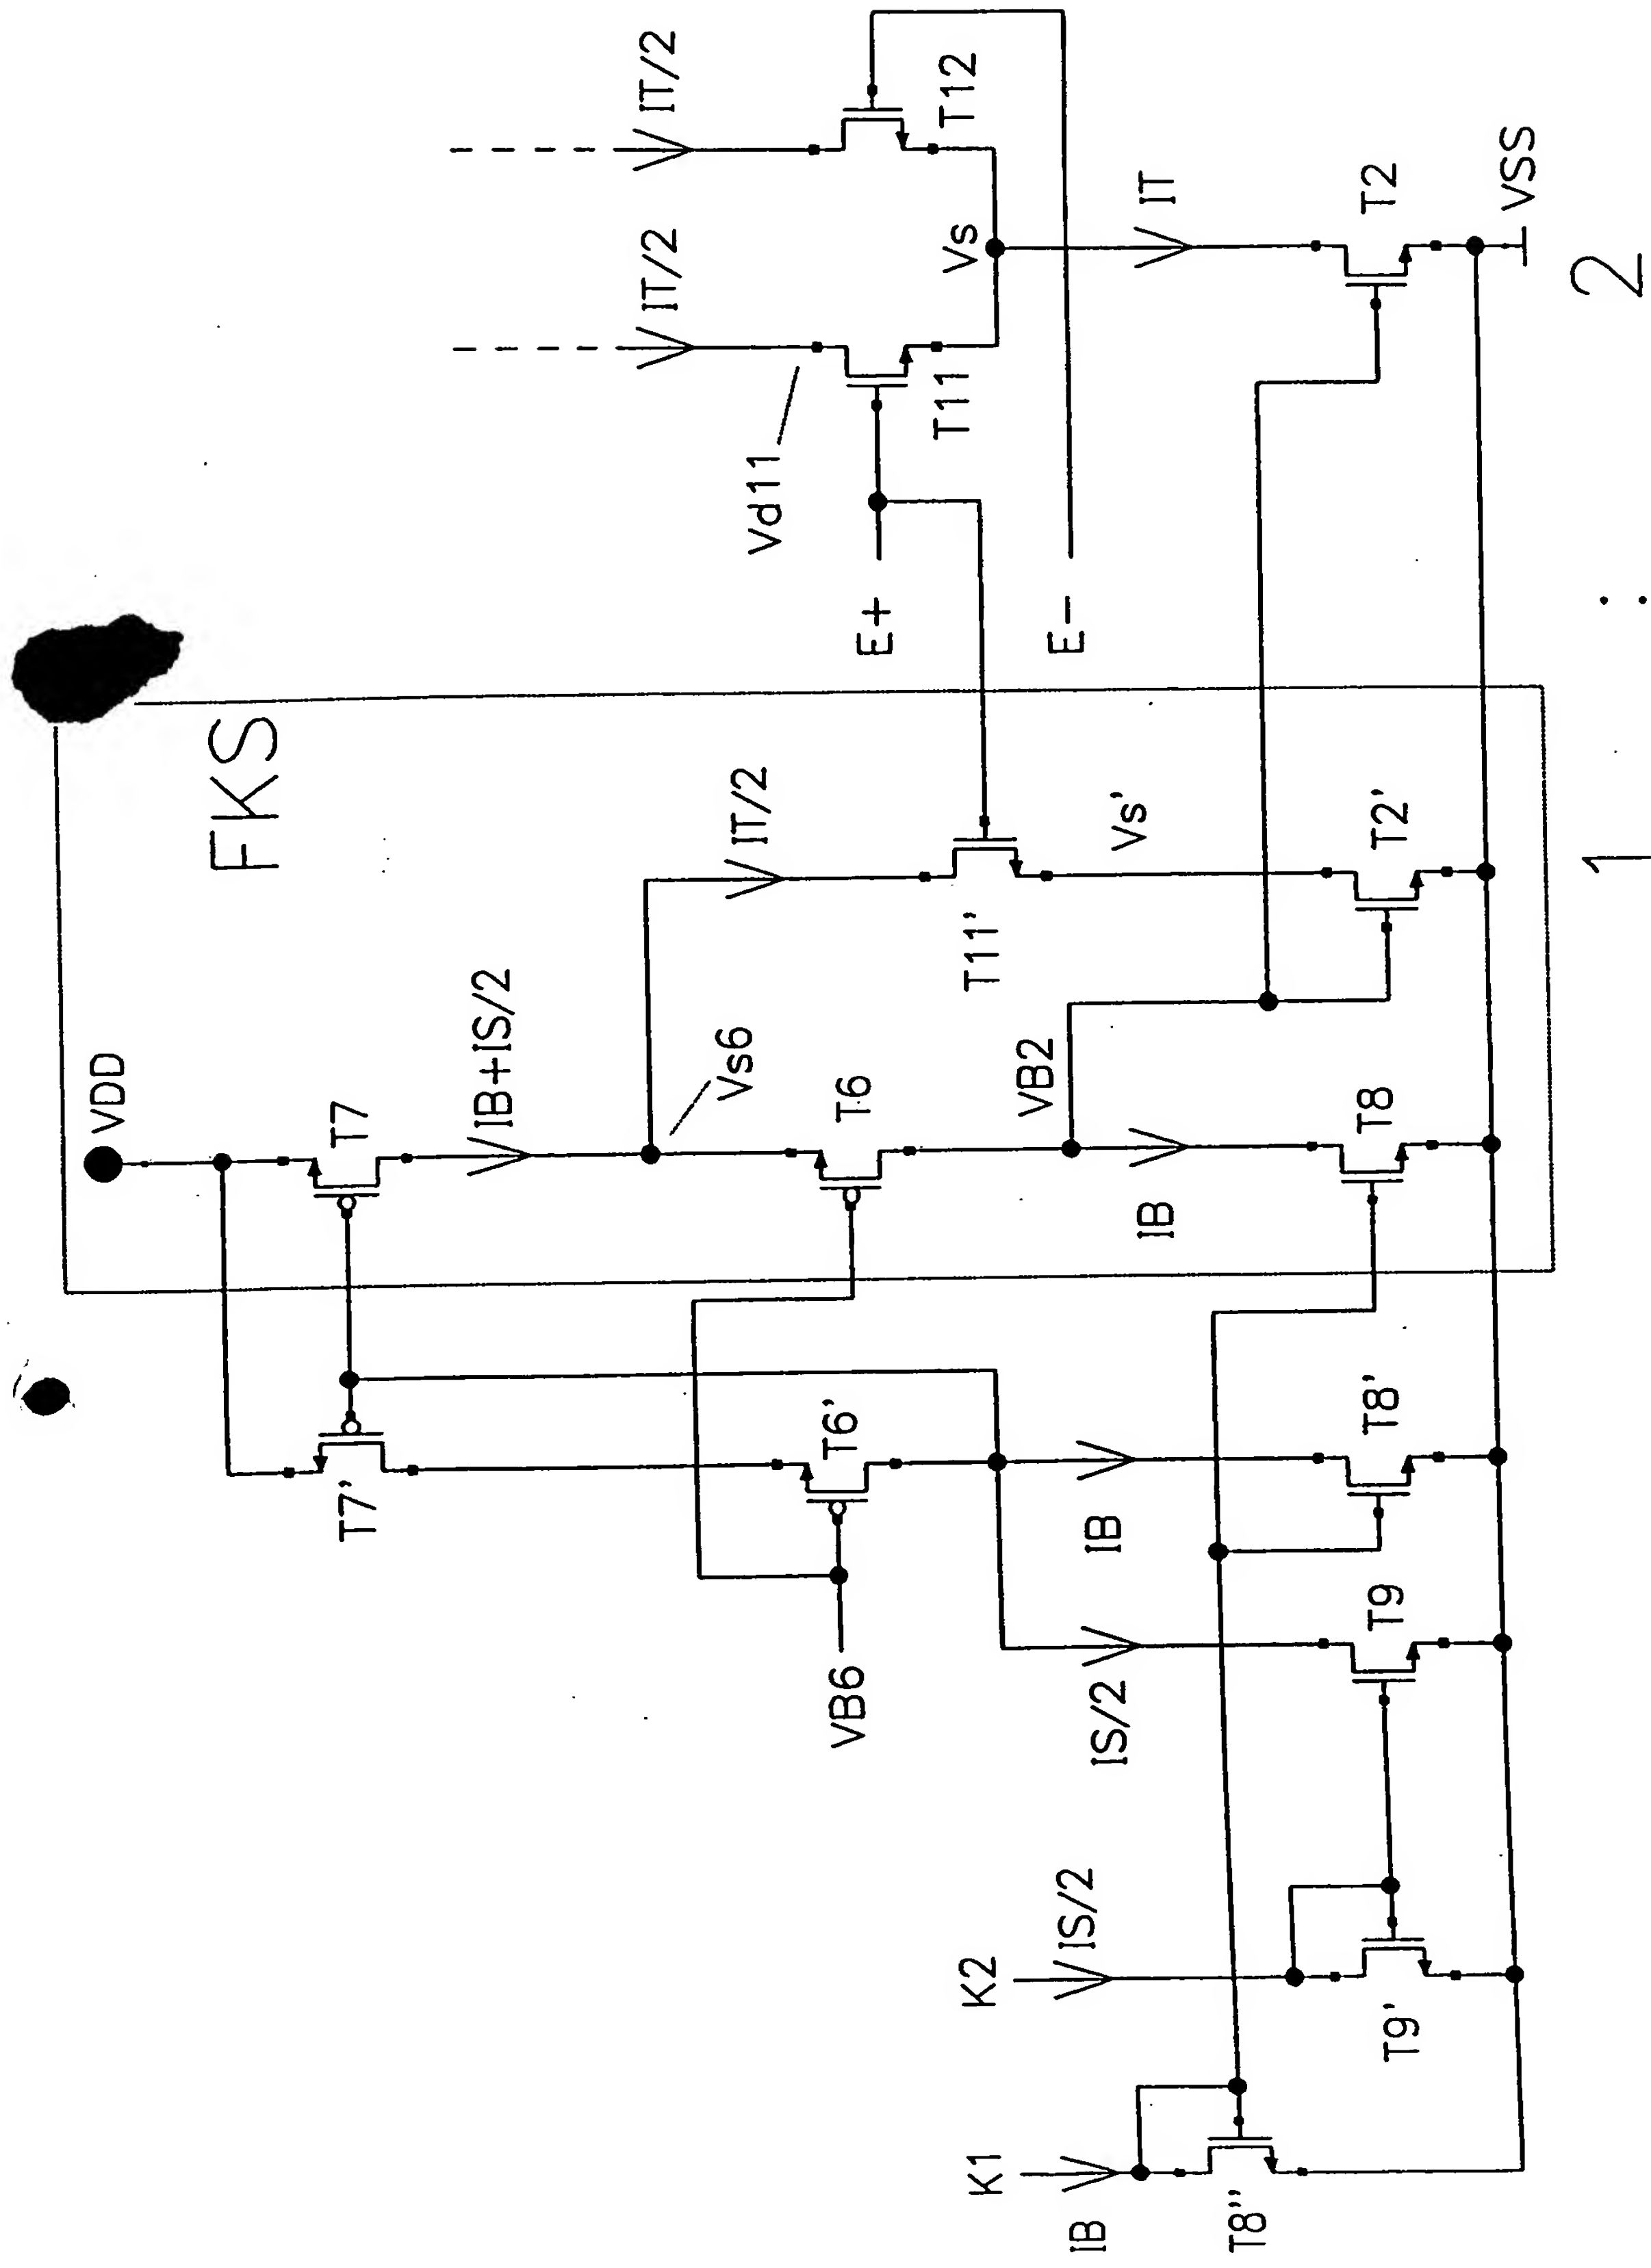 VDD
FKS
T7'
T7
IB+IS/2
Vs6
IT/2
IT/2
IT/2
Vd11
VB6
T6'
T6
T11'
E+
T11
T12
E-
Vs
K1
IB
K2
IS/2
IS/2
IB
IB
VB2
Vs'
IT
T8''
T9'
T9
T8'
T8
T2'
T2
VSS
1 : 2